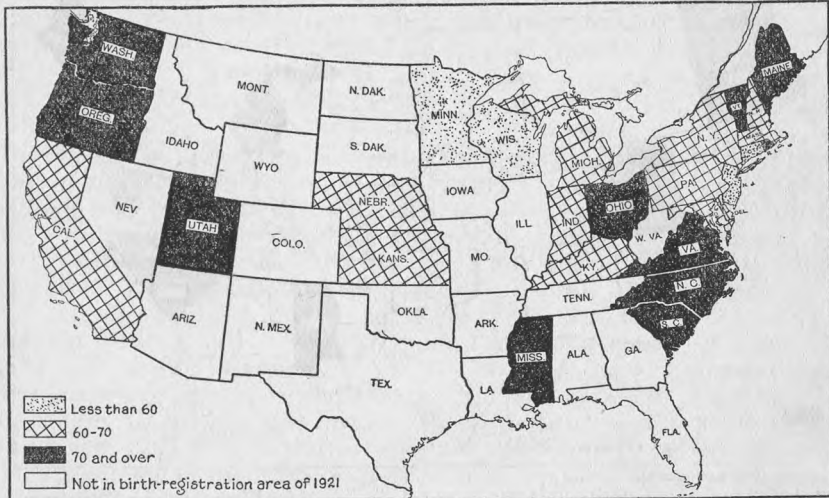 WASH.
OREG.
CAL.
NEV
IDAHO
MONT.
WYO
UTAH
COLO.
ARIZ.
N. MEX.
N. DAK.
S. DAK.
NEBR.
KANS.
OKLA.
TEX.
MINN.
IOWA
MO.
ARK.
LA
WIS.
ILL
MICH.
IND.
OHIO
KY.
TENN.
MISS
ALA.
GA.
FLA.
S. C.
N. C
VA.
W. VA.
PA.
N. Y.
N. J.
DEL.
VT.
MAINE
Less than 60
60-70
70 and over
Not in birth-registration area of 1921